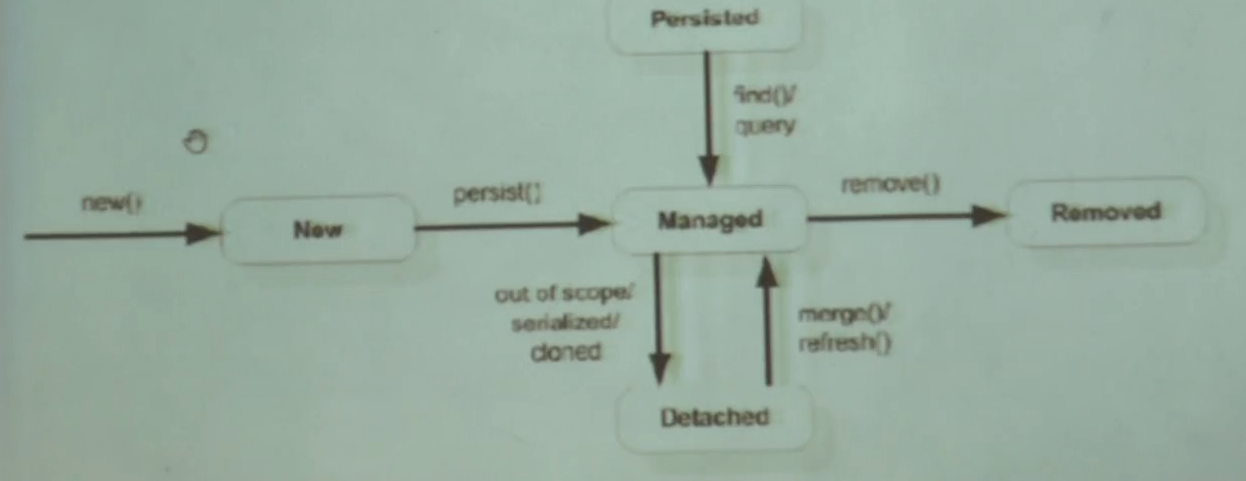 Persisted
find()/
query
new()
New
persist()
Managed
remove()
Removed
out of scope/
serialized/
cloned
merge()/
refresh()
Detached